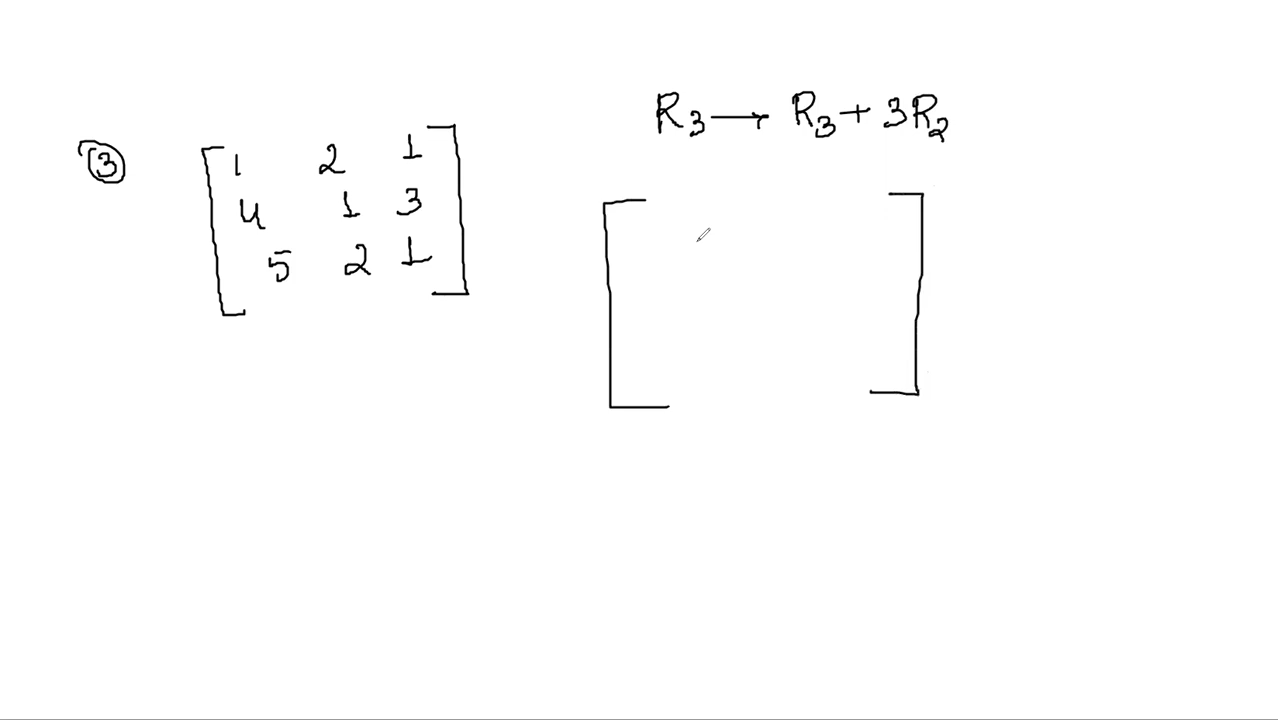 R₃ → R₃ + 3R₂
③
1 2 1
4 1 3
5 2 1